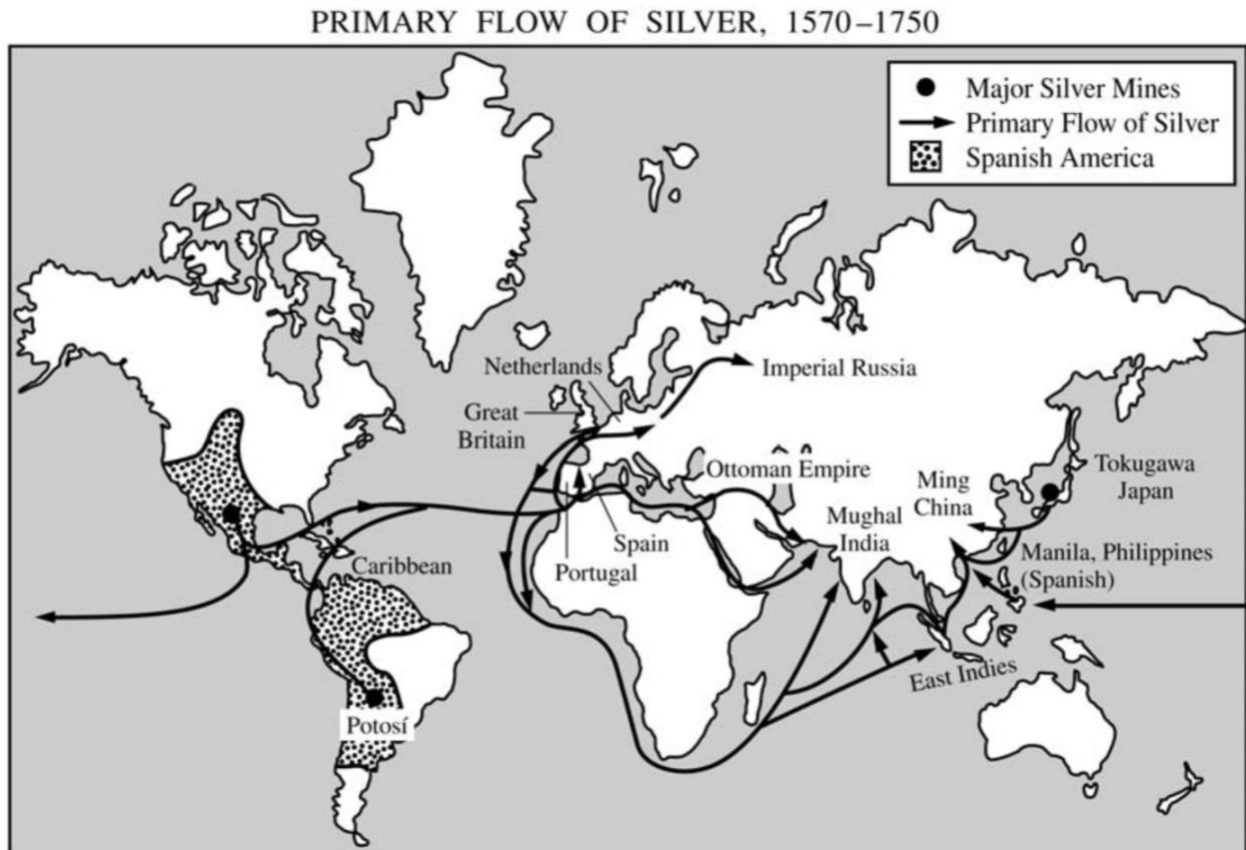 PRIMARY FLOW OF SILVER, 1570–1750
Major Silver Mines
Primary Flow of Silver
Spanish America
Netherlands
Imperial Russia
Great
Britain
Ottoman Empire
Ming
China
Tokugawa
Japan
Mughal
India
Spain
Portugal
Manila, Philippines
(Spanish)
Caribbean
East Indies
Potosí